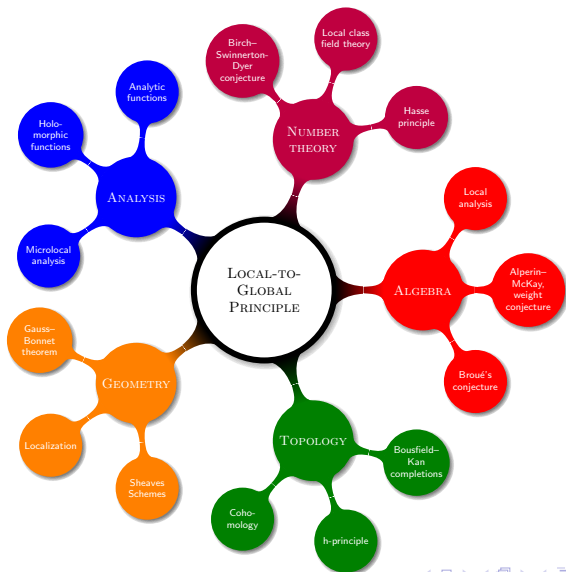 Local-to-
Global
Principle
Number
theory
Birch–
Swinnerton-
Dyer
conjecture
Local class
field theory
Hasse
principle
Analysis
Analytic
functions
Holo-
morphic
functions
Microlocal
analysis
Algebra
Local
analysis
Alperin–
McKay,
weight
conjecture
Broué's
conjecture
Geometry
Gauss–
Bonnet
theorem
Localization
Sheaves
Schemes
Topology
Bousfield–
Kan
completions
h-principle
Coho-
mology